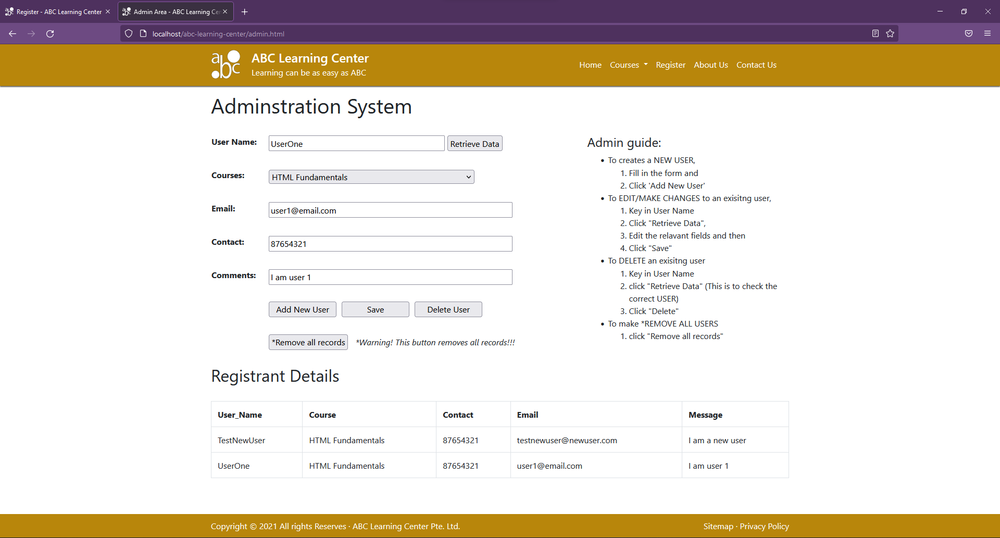 Register - ABC Learning Center
Admin Area - ABC Learning Cen
localhost/abc-learning-center/admin.html
abc
ABC Learning Center
Learning can be as easy as ABC
Home Courses Register About Us Contact Us
Adminstration System
User Name: UserOne Retrieve Data
Courses: HTML Fundamentals
Email: user1@email.com
Contact: 87654321
Comments: I am user 1
Add New User Save Delete User
*Remove all records *Warning! This button removes all records!!!
Admin guide:
• To creates a NEW USER,
1. Fill in the form and
2. Click 'Add New User'
• To EDIT/MAKE CHANGES to an exisitng user,
1. Key in User Name
2. Click "Retrieve Data",
3. Edit the relavant fields and then
4. Click "Save"
• To DELETE an exisitng user
1. Key in User Name
2. click "Retrieve Data" (This is to check the
correct USER)
3. Click "Delete"
• To make *REMOVE ALL USERS
1. click "Remove all records"
Registrant Details
User_Name Course Contact Email Message
TestNewUser HTML Fundamentals 87654321 testnewuser@newuser.com I am a new user
UserOne HTML Fundamentals 87654321 user1@email.com I am user 1
Copyright © 2021 All rights Reserves · ABC Learning Center Pte. Ltd.
Sitemap · Privacy Policy